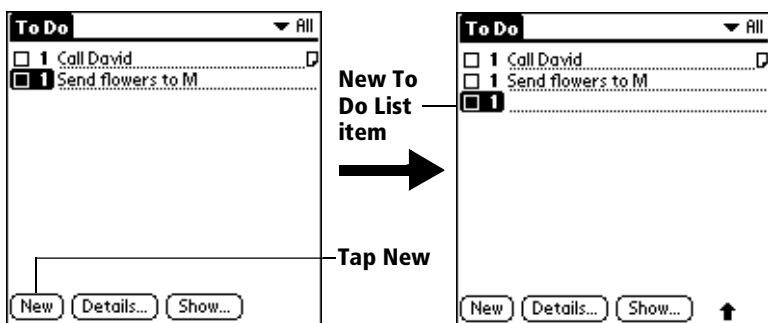 To Do
All
1 Call David
1 Send flowers to M
New Details... Show...
New To
Do List
item
Tap New
To Do
All
1 Call David
1 Send flowers to M
1
New Details... Show...